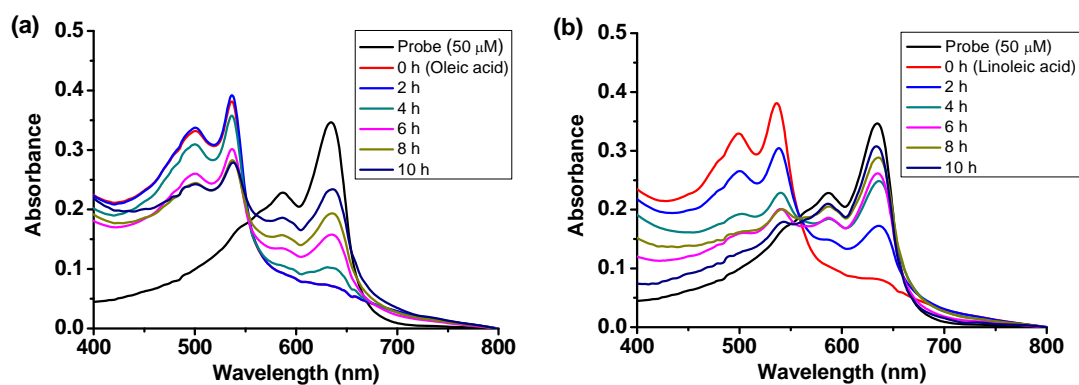 (a)
Absorbance
0.5
0.4
0.3
0.2
0.1
0.0
Probe (50 μM)
0 h (Oleic acid)
2 h
4 h
6 h
8 h
10 h
400 500 600 700 800
Wavelength (nm)
(b)
Absorbance
0.5
0.4
0.3
0.2
0.1
0.0
Probe (50 μM)
0 h (Linoleic acid)
2 h
4 h
6 h
8 h
10 h
400 500 600 700 800
Wavelength (nm)